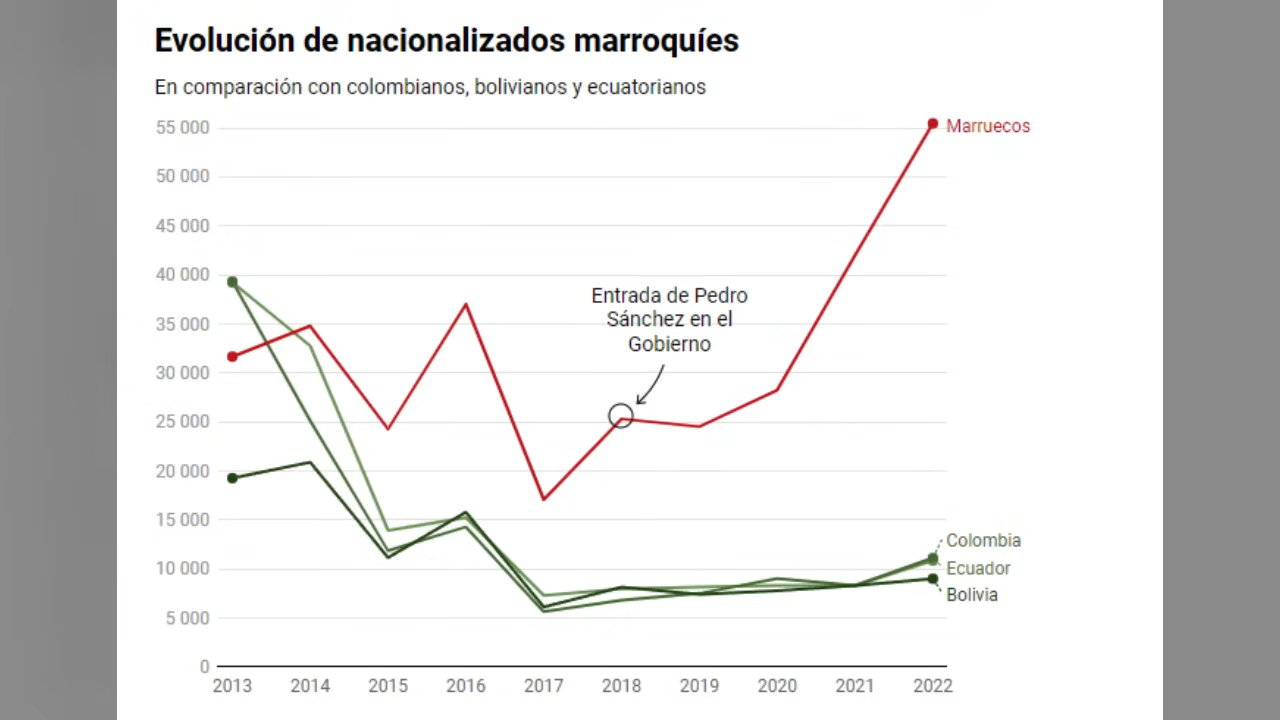 Evolución de nacionalizados marroquíes
En comparación con colombianos, bolivianos y ecuatorianos
55 000
Marruecos
50 000
45 000
40 000
Entrada de Pedro
Sánchez en el
Gobierno
35 000
30 000
25 000
20 000
15 000
Colombia
10 000
Ecuador
Bolivia
5 000
0
2013 2014 2015 2016 2017 2018 2019 2020 2021 2022